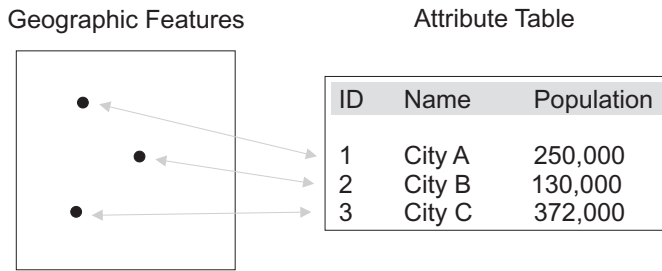 Geographic Features
Attribute Table
ID Name Population
1 City A 250,000
2 City B 130,000
3 City C 372,000